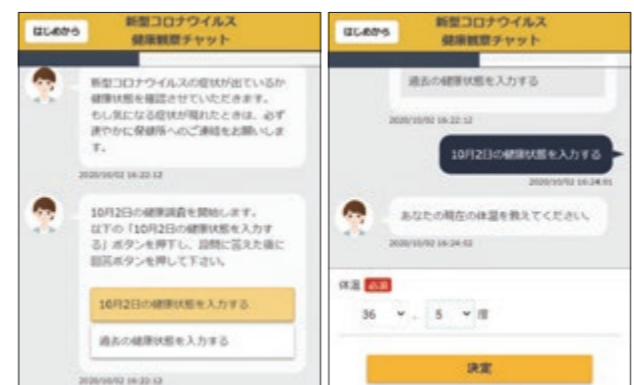 はじめから
新型コロナウイルス
健康観察チャット
新型コロナウイルスの症状が出ているか
健康状態を確認させていただきます。
もし気になる症状が現れたときは、必ず
速やかに保健所へのご連絡をお願いしま
す。
2020/10/02 16:22:12
10月2日の健康調査を開始します。
以下の「10月2日の健康状態を入力す
る」ボタンを押下し、設問に答えた後に
回答ボタンを押して下さい。
10月2日の健康状態を入力する
過去の健康状態を入力する
2020/10/02 16:22:12
はじめから
新型コロナウイルス
健康観察チャット
過去の健康状態を入力する
2020/10/02 16:22:12
10月2日の健康状態を入力する
2020/10/02 16:24:01
あなたの現在の体温を教えてください。
2020/10/02 16:24:02
体温 必須
36 . 5 度
決定